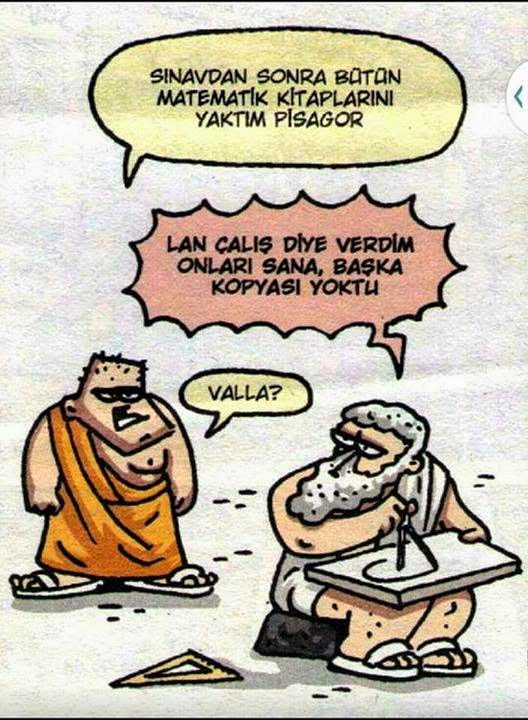 SINAVDAN SONRA BÜTÜN
MATEMATİK KİTAPLARINI
YAKTIM PİSAGOR
LAN ÇALIŞ DİYE VERDİM
ONLARI SANA, BAŞKA
KOPYASI YOKTU
VALLA?